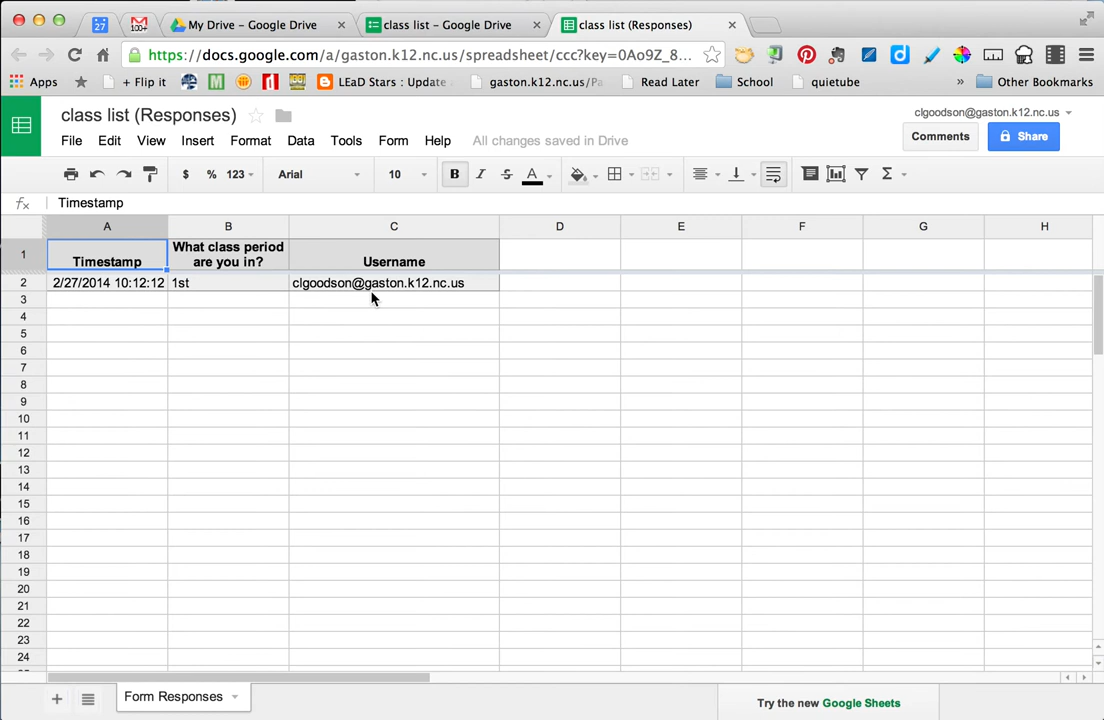 27 100+ My Drive – Google Drive × class list – Google Drive × class list (Responses) ×
https://docs.google.com/a/gaston.k12.nc.us/spreadsheet/ccc?key=0Ao9Z_8...
Apps + Flip it M n LEaD Stars : Update gaston.k12.nc.us/Pa Read Later School quietube » Other Bookmarks
class list (Responses) clgoodson@gaston.k12.nc.us
File Edit View Insert Format Data Tools Form Help All changes saved in Drive Comments Share
$ % 123 Arial 10 B I S A Σ
fx Timestamp
A B C D E F G H
1 Timestamp What class period are you in? Username
2 2/27/2014 10:12:12 1st clgoodson@gaston.k12.nc.us
3
4
5
6
7
8
9
10
11
12
13
14
15
16
17
18
19
20
21
22
23
24
+ Form Responses Try the new Google Sheets